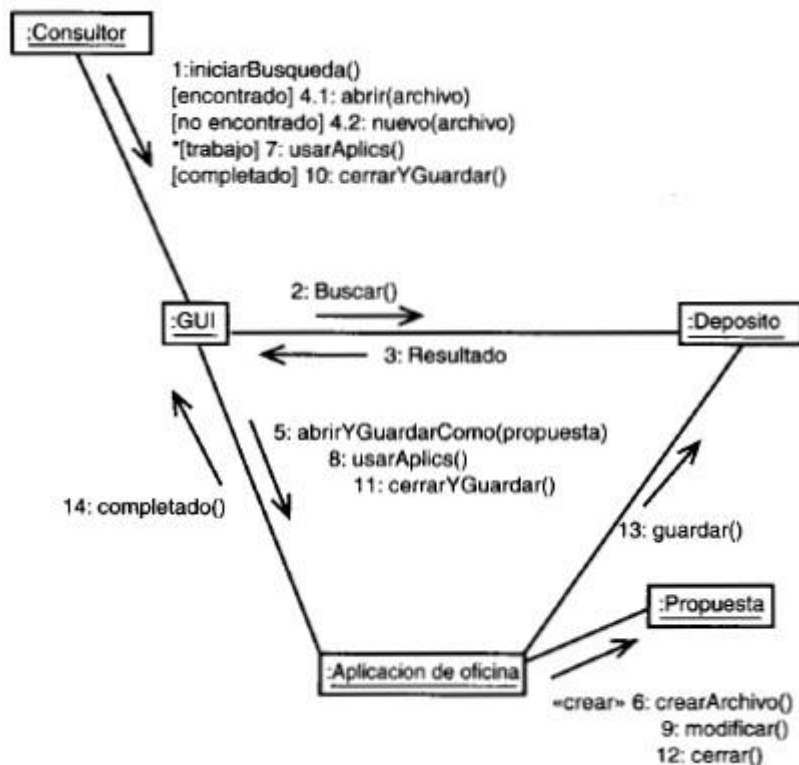 :Consultor
1:iniciarBusqueda()
[encontrado] 4.1: abrir(archivo)
[no encontrado] 4.2: nuevo(archivo)
*[trabajo] 7: usarAplics()
[completado] 10: cerrarYGuardar()
2: Buscar()
:GUI
:Deposito
3: Resultado
5: abrirYGuardarComo(propuesta)
8: usarAplics()
11: cerrarYGuardar()
14: completado()
13: guardar()
:Propuesta
:Aplicacion de oficina
«crear» 6: crearArchivo()
9: modificar()
12: cerrar()